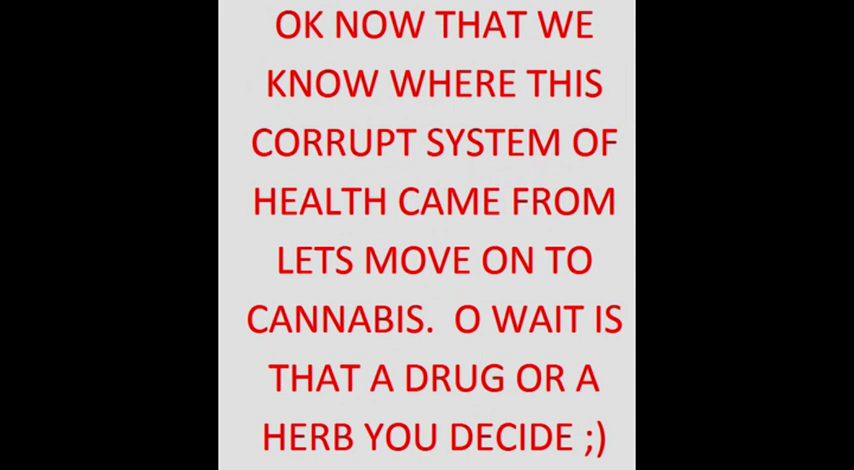 OK NOW THAT WE
KNOW WHERE THIS
CORRUPT SYSTEM OF
HEALTH CAME FROM
LETS MOVE ON TO
CANNABIS.  O WAIT IS
THAT A DRUG OR A
HERB YOU DECIDE ;)